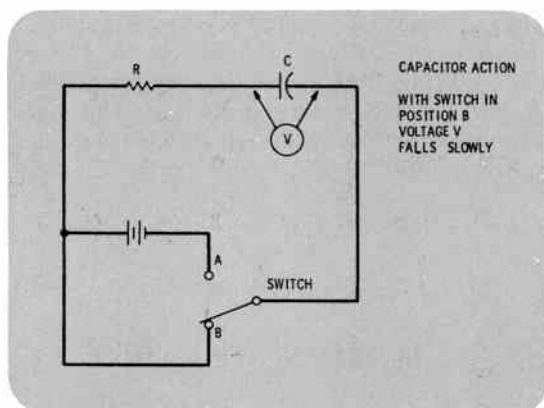 R
C
V
CAPACITOR ACTION
WITH SWITCH IN
POSITION B
VOLTAGE V
FALLS SLOWLY
A
SWITCH
B